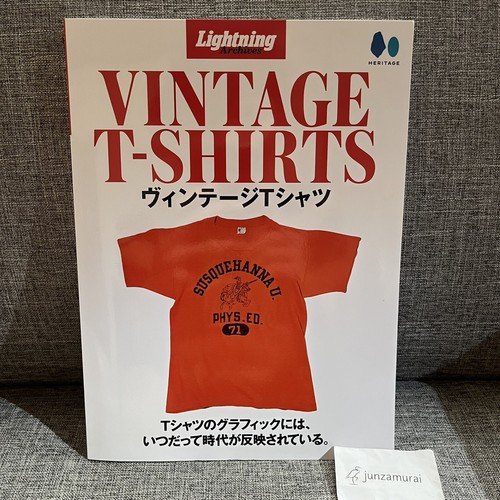 Lightning
Archives
HERITAGE
VINTAGE
T-SHIRTS
ヴィンテージTシャツ
SUSQUEHANNA U.
PHYS. ED.
71
Tシャツのグラフィックには、
いつだって時代が反映されている。
junzamurai